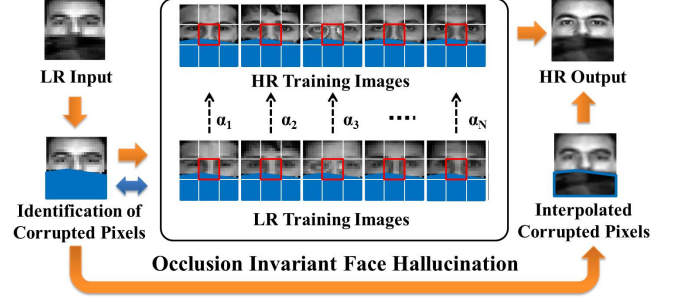 LR Input
HR Training Images
HR Output
α1 α2 α3 .... αN
Identification of
Corrupted Pixels
LR Training Images
Interpolated
Corrupted Pixels
Occlusion Invariant Face Hallucination